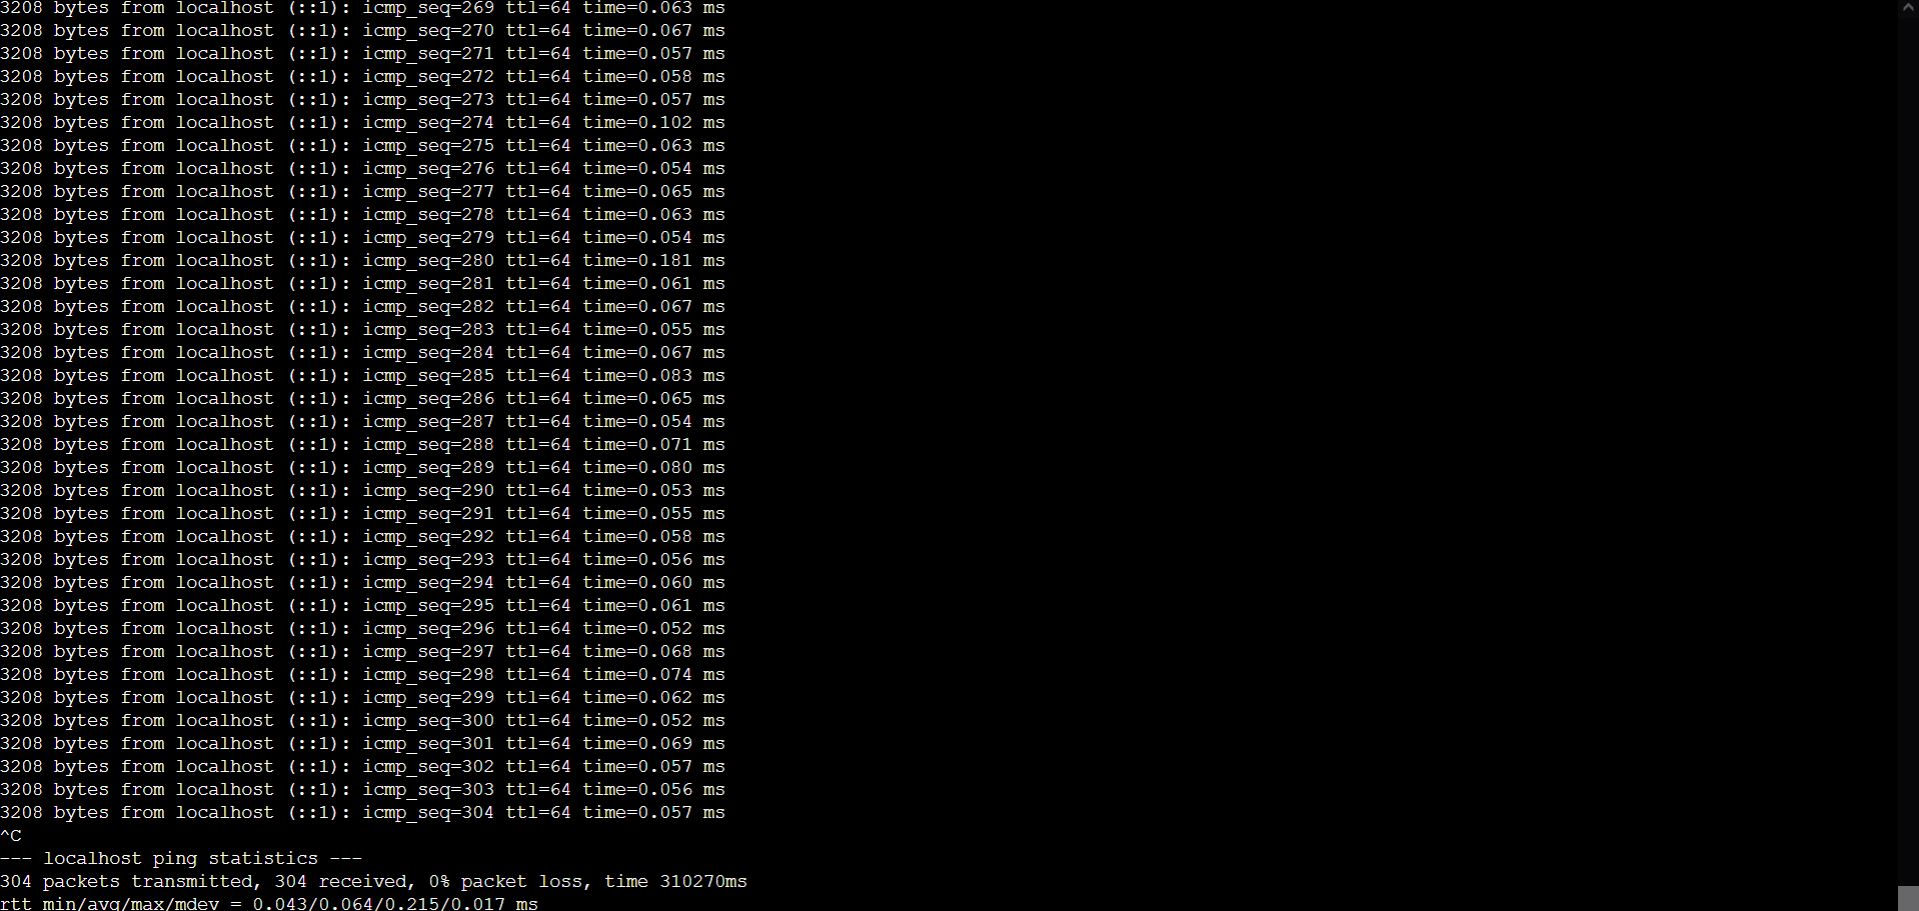 3208 bytes from localhost (::1): icmp_seq=269 ttl=64 time=0.063 ms
3208 bytes from localhost (::1): icmp_seq=270 ttl=64 time=0.067 ms
3208 bytes from localhost (::1): icmp_seq=271 ttl=64 time=0.057 ms
3208 bytes from localhost (::1): icmp_seq=272 ttl=64 time=0.058 ms
3208 bytes from localhost (::1): icmp_seq=273 ttl=64 time=0.057 ms
3208 bytes from localhost (::1): icmp_seq=274 ttl=64 time=0.102 ms
3208 bytes from localhost (::1): icmp_seq=275 ttl=64 time=0.063 ms
3208 bytes from localhost (::1): icmp_seq=276 ttl=64 time=0.054 ms
3208 bytes from localhost (::1): icmp_seq=277 ttl=64 time=0.065 ms
3208 bytes from localhost (::1): icmp_seq=278 ttl=64 time=0.063 ms
3208 bytes from localhost (::1): icmp_seq=279 ttl=64 time=0.054 ms
3208 bytes from localhost (::1): icmp_seq=280 ttl=64 time=0.181 ms
3208 bytes from localhost (::1): icmp_seq=281 ttl=64 time=0.061 ms
3208 bytes from localhost (::1): icmp_seq=282 ttl=64 time=0.067 ms
3208 bytes from localhost (::1): icmp_seq=283 ttl=64 time=0.055 ms
3208 bytes from localhost (::1): icmp_seq=284 ttl=64 time=0.067 ms
3208 bytes from localhost (::1): icmp_seq=285 ttl=64 time=0.083 ms
3208 bytes from localhost (::1): icmp_seq=286 ttl=64 time=0.065 ms
3208 bytes from localhost (::1): icmp_seq=287 ttl=64 time=0.054 ms
3208 bytes from localhost (::1): icmp_seq=288 ttl=64 time=0.071 ms
3208 bytes from localhost (::1): icmp_seq=289 ttl=64 time=0.080 ms
3208 bytes from localhost (::1): icmp_seq=290 ttl=64 time=0.053 ms
3208 bytes from localhost (::1): icmp_seq=291 ttl=64 time=0.055 ms
3208 bytes from localhost (::1): icmp_seq=292 ttl=64 time=0.058 ms
3208 bytes from localhost (::1): icmp_seq=293 ttl=64 time=0.056 ms
3208 bytes from localhost (::1): icmp_seq=294 ttl=64 time=0.060 ms
3208 bytes from localhost (::1): icmp_seq=295 ttl=64 time=0.061 ms
3208 bytes from localhost (::1): icmp_seq=296 ttl=64 time=0.052 ms
3208 bytes from localhost (::1): icmp_seq=297 ttl=64 time=0.068 ms
3208 bytes from localhost (::1): icmp_seq=298 ttl=64 time=0.074 ms
3208 bytes from localhost (::1): icmp_seq=299 ttl=64 time=0.062 ms
3208 bytes from localhost (::1): icmp_seq=300 ttl=64 time=0.052 ms
3208 bytes from localhost (::1): icmp_seq=301 ttl=64 time=0.069 ms
3208 bytes from localhost (::1): icmp_seq=302 ttl=64 time=0.057 ms
3208 bytes from localhost (::1): icmp_seq=303 ttl=64 time=0.056 ms
3208 bytes from localhost (::1): icmp_seq=304 ttl=64 time=0.057 ms
^C
--- localhost ping statistics ---
304 packets transmitted, 304 received, 0% packet loss, time 310270ms
rtt min/avg/max/mdev = 0.043/0.064/0.215/0.017 ms